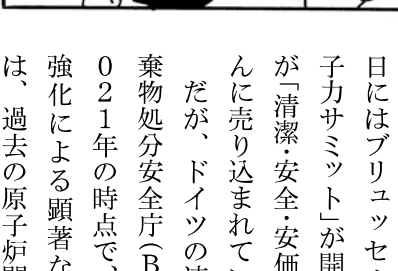 日にはブリュッセ
子力サミット」が開
が「清潔・安全・安価
んに売り込まれて
だが、ドイツの
棄物処分安全庁（B
021年の時点で、
強化による顕著な
は、過去の原子炉